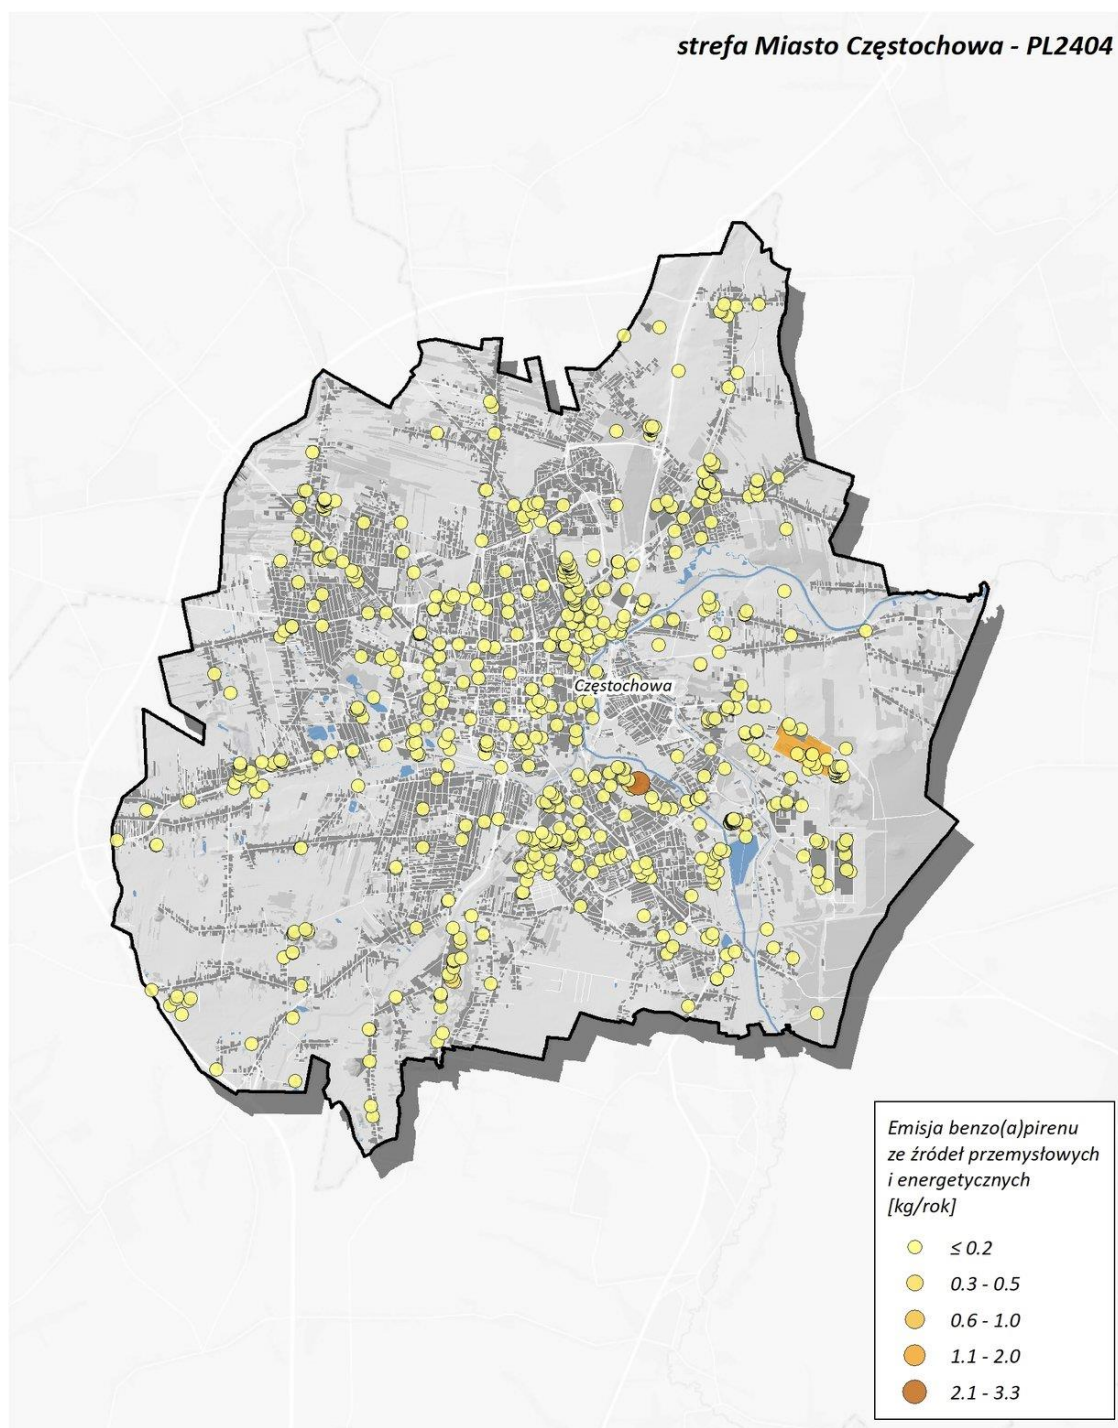 strefa Miasto Częstochowa - PL2404
Częstochowa
Emisja benzo(a)pirenu
ze źródeł przemysłowych
i energetycznych
[kg/rok]
≤ 0.2
0.3 - 0.5
0.6 - 1.0
1.1 - 2.0
2.1 - 3.3